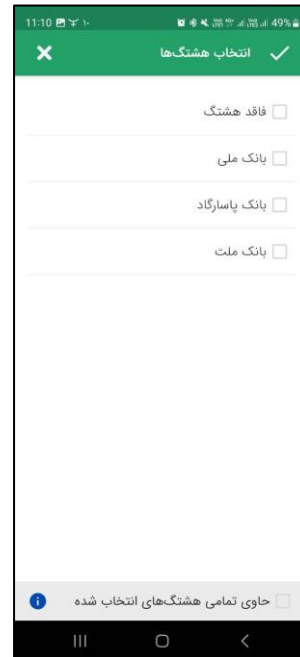 11:10 49%
انتخاب هشتگ‌ها
فاقد هشتگ
بانک ملی
بانک پاسارگاد
بانک ملت
حاوی تمامی هشتگ‌های انتخاب شده